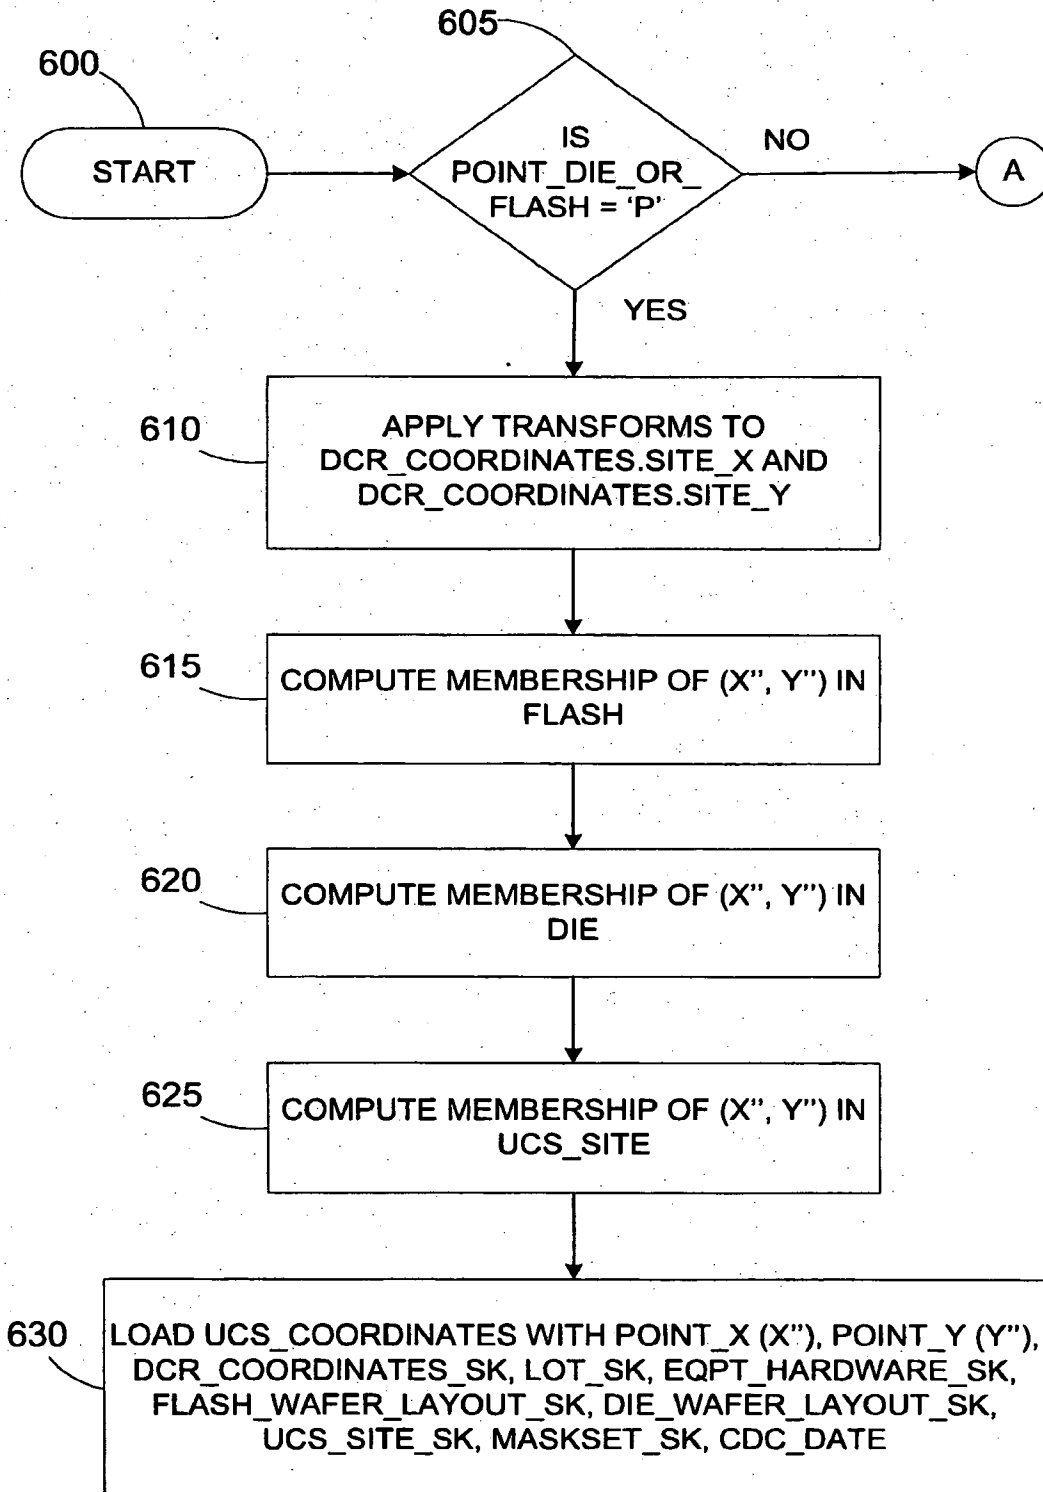 605
600
START
IS
POINT_DIE_OR_
FLASH = ‘P’
NO
A
YES
610
APPLY TRANSFORMS TO
DCR_COORDINATES.SITE_X AND
DCR_COORDINATES.SITE_Y
615
COMPUTE MEMBERSHIP OF (X”, Y”) IN
FLASH
620
COMPUTE MEMBERSHIP OF (X”, Y”) IN
DIE
625
COMPUTE MEMBERSHIP OF (X”, Y”) IN
UCS_SITE
630
LOAD UCS_COORDINATES WITH POINT_X (X”), POINT_Y (Y”),
DCR_COORDINATES_SK, LOT_SK, EQPT_HARDWARE_SK,
FLASH_WAFER_LAYOUT_SK, DIE_WAFER_LAYOUT_SK,
UCS_SITE_SK, MASKSET_SK, CDC_DATE